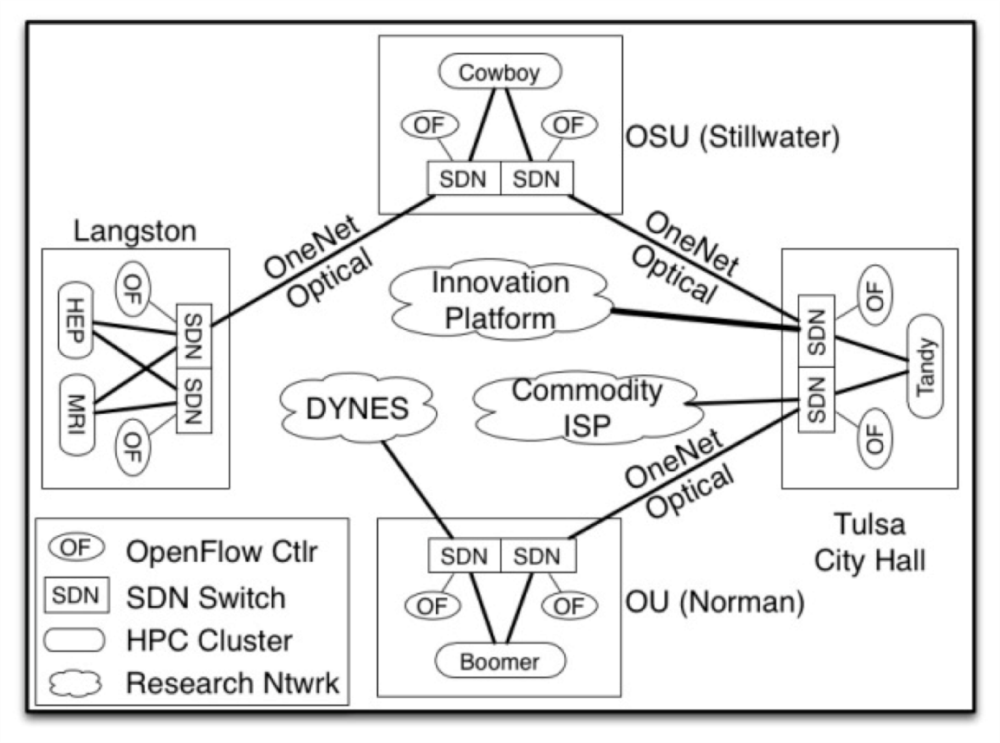 Cowboy
OF
OF
SDN
SDN
OSU (Stillwater)
Langston
OneNet
Optical
OneNet
Optical
HEP
MRI
OF
SDN
SDN
OF
Innovation
Platform
DYNES
Commodity
ISP
SDN
SDN
OF
OF
Tandy
Tulsa
City Hall
OneNet
Optical
SDN
SDN
OF
OF
Boomer
OU (Norman)
OF OpenFlow Ctlr
SDN SDN Switch
HPC Cluster
Research Ntwrk